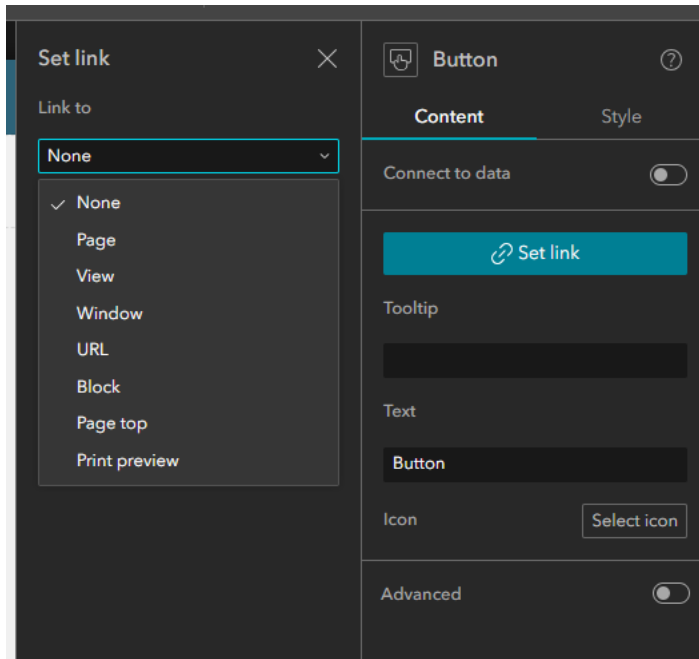 Set link
Link to
None
None
Page
View
Window
URL
Block
Page top
Print preview
Button
Content
Style
Connect to data
Set link
Tooltip
Text
Button
Icon
Select icon
Advanced